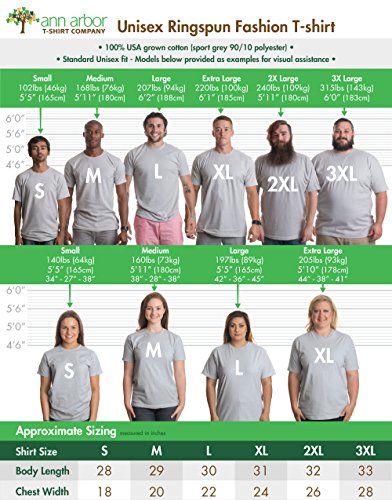 ann arbor
T-SHIRT COMPANY
Unisex Ringspun Fashion T-shirt
• 100% USA grown cotton (sport grey 90/10 polyester) •
• Standard Unisex fit - Models below provided as examples for visual assistance •
Small Medium Large Extra Large 2X Large 3X Large
102lbs (46kg) 168lbs (76kg) 207lbs (94kg) 220lbs (100kg) 240lbs (109kg) 315lbs (143kg)
5'5" (165cm) 5'11" (180cm) 6'2" (188cm) 6'1" (185cm) 5'11" (180cm) 6'0" (183cm)
6'0"
5'6"
5'0"
4'6"
S M L XL 2XL 3XL
Small Medium Large Extra Large
140lbs (64kg) 160lbs (73kg) 197lbs (89kg) 205lbs (93kg)
5'5" (165cm) 5'11" (180cm) 5'5" (165cm) 5'10" (178cm)
34" - 27" - 38" 38" - 28" - 38" 42" - 36" - 45" 44" - 38" - 41"
6'0"
5'6"
5'0"
4'6"
S M L XL
Approximate Sizing measured in inches
Shirt Size S M L XL 2XL 3XL
Body Length 28 29 30 31 32 33
Chest Width 18 20 22 24 26 28